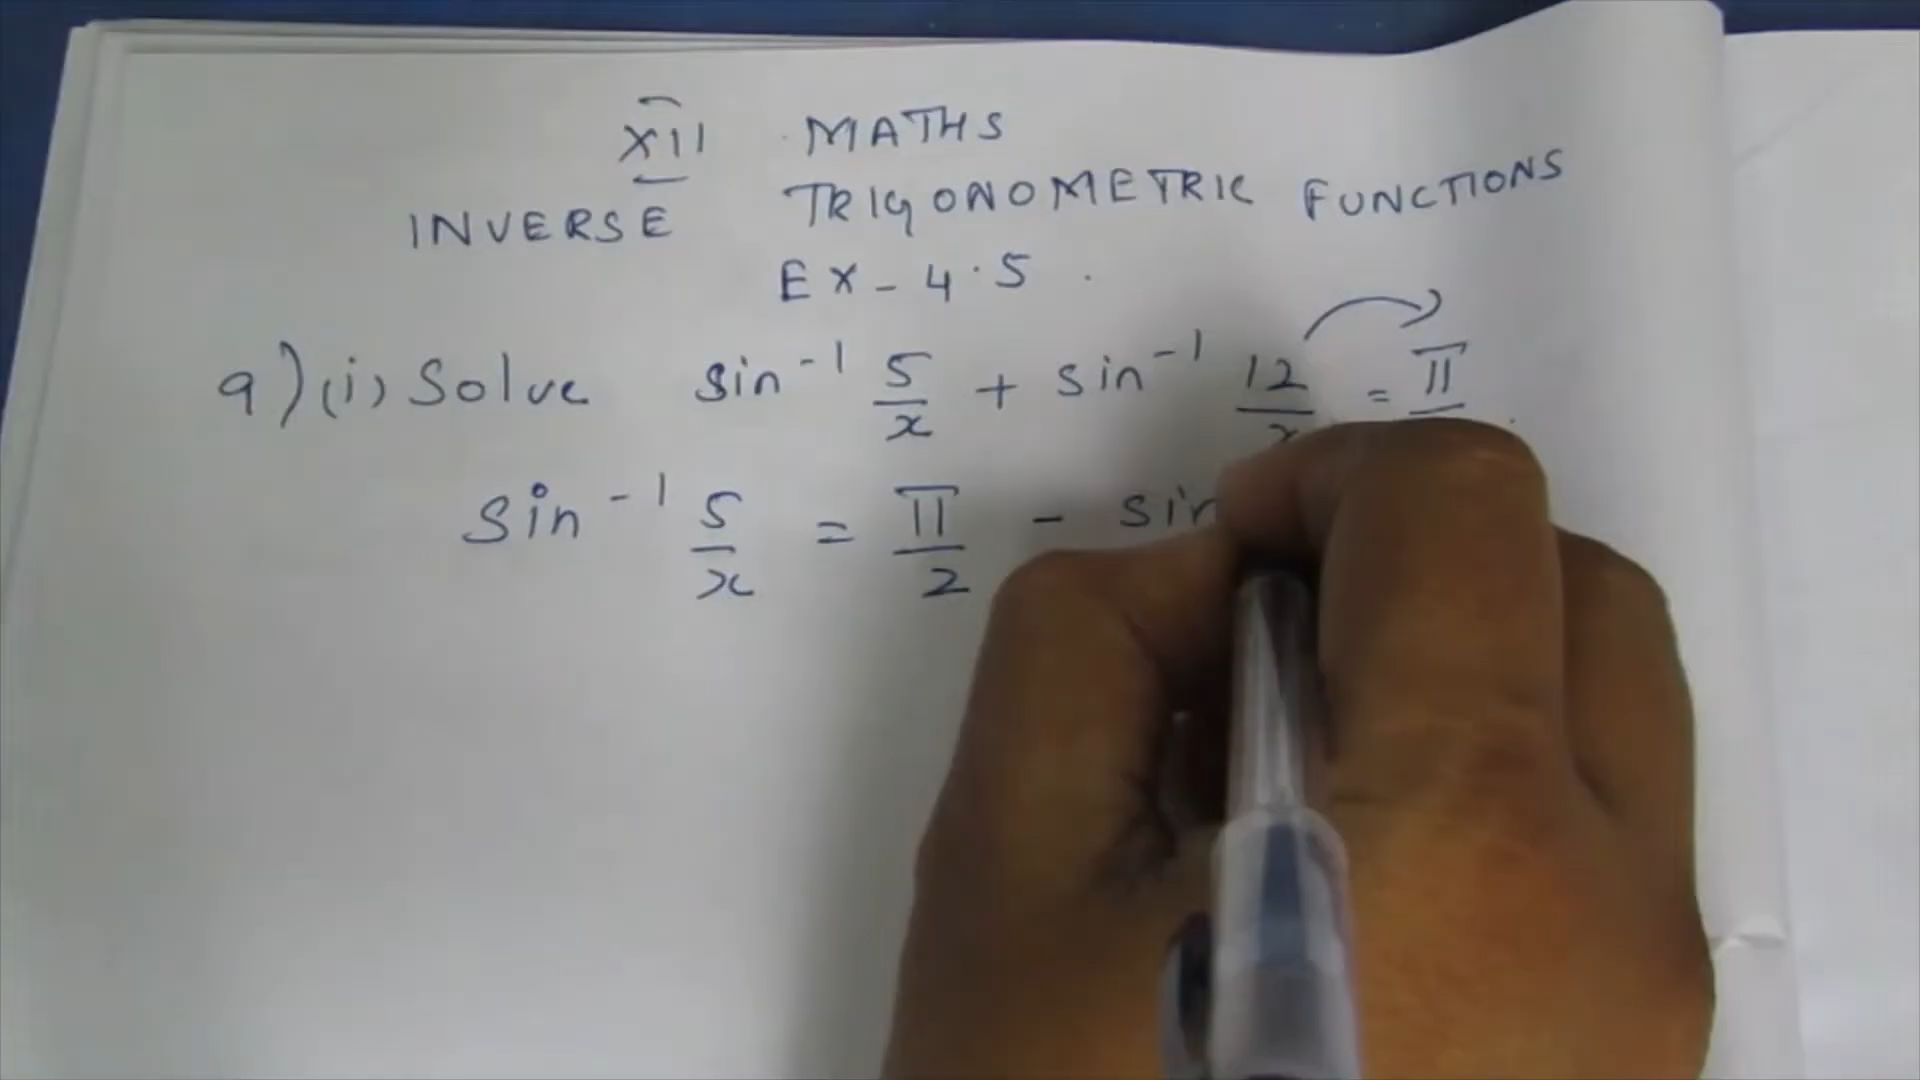 XII MATHS
INVERSE TRIGONOMETRIC FUNCTIONS
EX - 4.5
9) (i) Solve sin⁻¹ 5/x + sin⁻¹ 12/x = π
sin⁻¹ 5/x = π/2 - sin